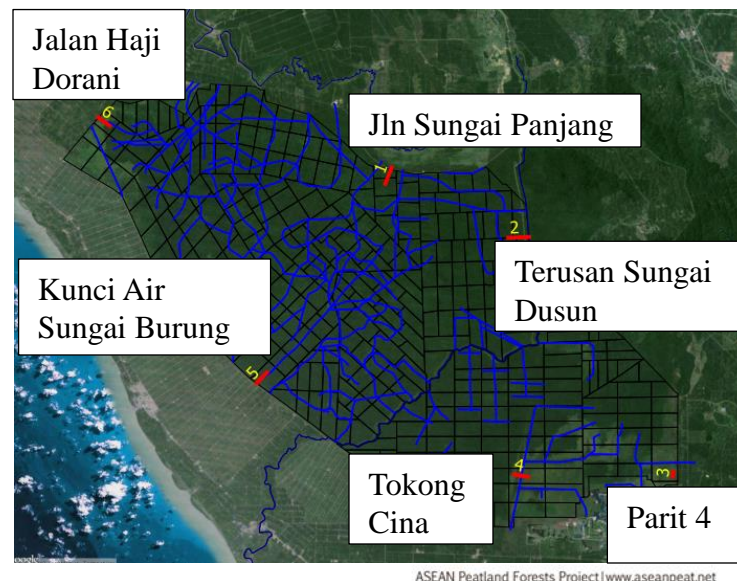 Jalan Haji
Dorani
6
Jln Sungai Panjang
1
2
Terusan Sungai
Dusun
Kunci Air
Sungai Burung
5
Tokong
Cina
4
3
Parit 4
ASEAN Peatland Forests Project|www.aseanpeat.net